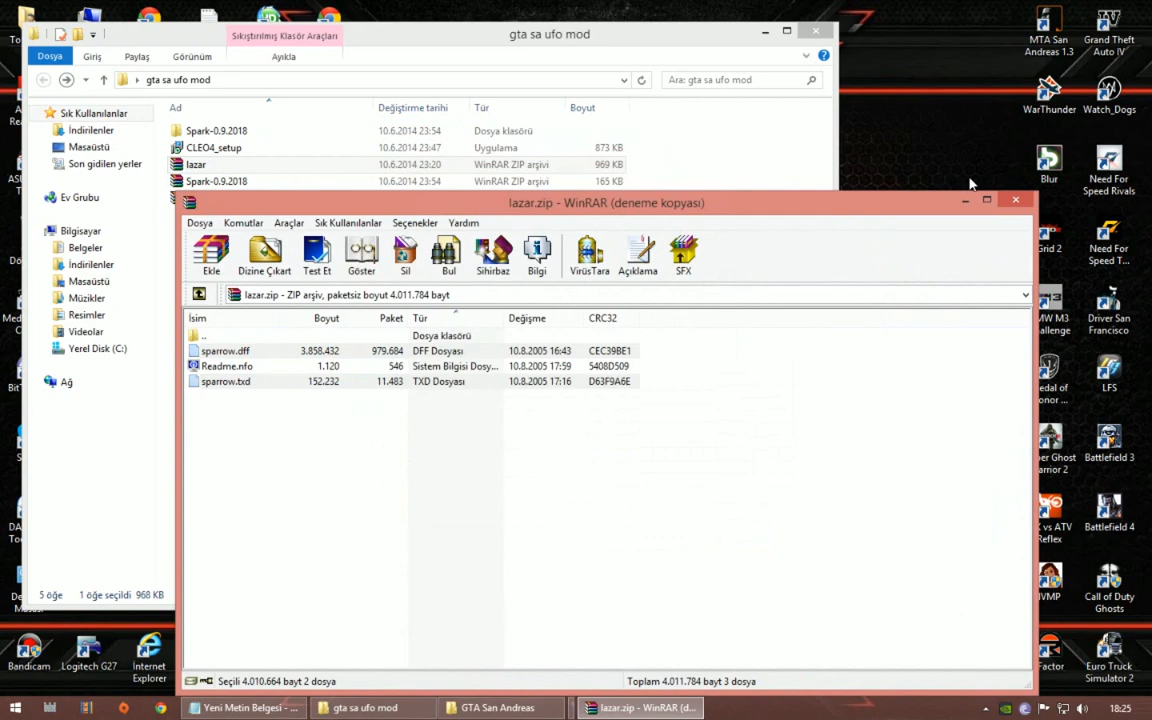 Sıkıştırılmış Klasör Araçları
gta sa ufo mod
Dosya
Giriş
Paylaş
Görünüm
Ayıkla
gta sa ufo mod
Ara: gta sa ufo mod
Ad
Değiştirme tarihi
Tür
Boyut
Sık Kullanılanlar
İndirilenler
Masaüstü
Son gidilen yerler
Ev Grubu
Bilgisayar
Belgeler
İndirilenler
Masaüstü
Müzikler
Resimler
Videolar
Yerel Disk (C:)
Ağ
Spark-0.9.2018 10.6.2014 23:54 Dosya klasörü
CLEO4_setup 10.6.2014 23:47 Uygulama 873 KB
lazar 10.6.2014 23:20 WinRAR ZIP arşivi 969 KB
Spark-0.9.2018 10.6.2014 23:54 WinRAR ZIP arşivi 165 KB
5 öğe 1 öğe seçildi 968 KB
lazar.zip - WinRAR (deneme kopyası)
Dosya Komutlar Araçlar Sık Kullanılanlar Seçenekler Yardım
Ekle Dizine Çıkart Test Et Göster Sil Bul Sihirbaz Bilgi VirüsTara Açıklama SFX
lazar.zip - ZIP arşiv, paketsiz boyut 4.011.784 bayt
İsim Boyut Paket Tür Değişme CRC32
.. Dosya klasörü
sparrow.dff 3.858.432 979.684 DFF Dosyası 10.8.2005 16:43 CEC39BE1
Readme.nfo 1.120 546 Sistem Bilgisi Dosy... 10.8.2005 17:59 5408D509
sparrow.txd 152.232 11.483 TXD Dosyası 10.8.2005 17:16 D63F9A6E
Seçili 4.010.664 bayt 2 dosya
Toplam 4.011.784 bayt 3 dosya
MTA San
Andreas 1.3
Grand Theft
Auto IV
WarThunder
Watch_Dogs
Blur
Need For
Speed Rivals
Need For
Speed T...
Driver San
Francisco
LFS
Battlefield 3
Battlefield 4
Call of Duty
Ghosts
Euro Truck
Simulator 2
Bandicam
Logitech G27
Internet
Explorer
Yeni Metin Belgesi - ...
gta sa ufo mod
GTA San Andreas
lazar.zip - WinRAR (d...
18:25